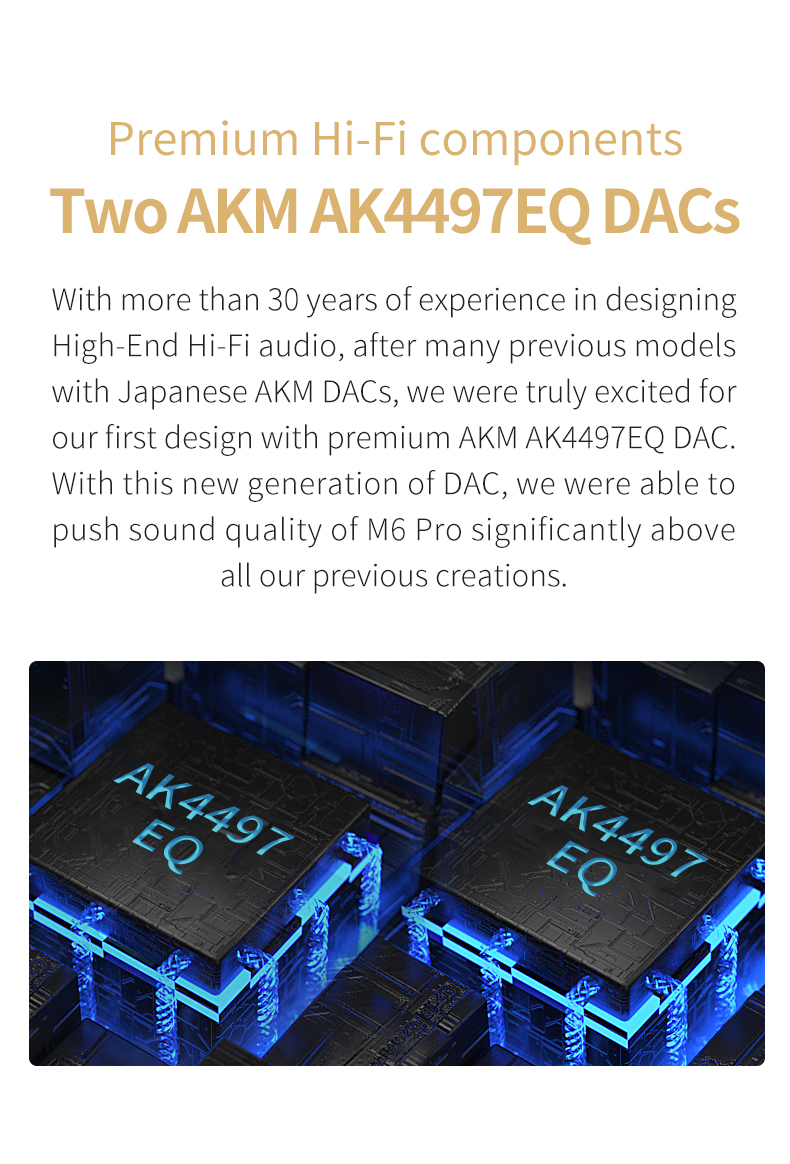 Premium Hi-Fi components
Two AKM AK4497EQ DACs
With more than 30 years of experience in designing
High-End Hi-Fi audio, after many previous models
with Japanese AKM DACs, we were truly excited for
our first design with premium AKM AK4497EQ DAC.
With this new generation of DAC, we were able to
push sound quality of M6 Pro significantly above
all our previous creations.
AK4497
EQ
AK4497
EQ